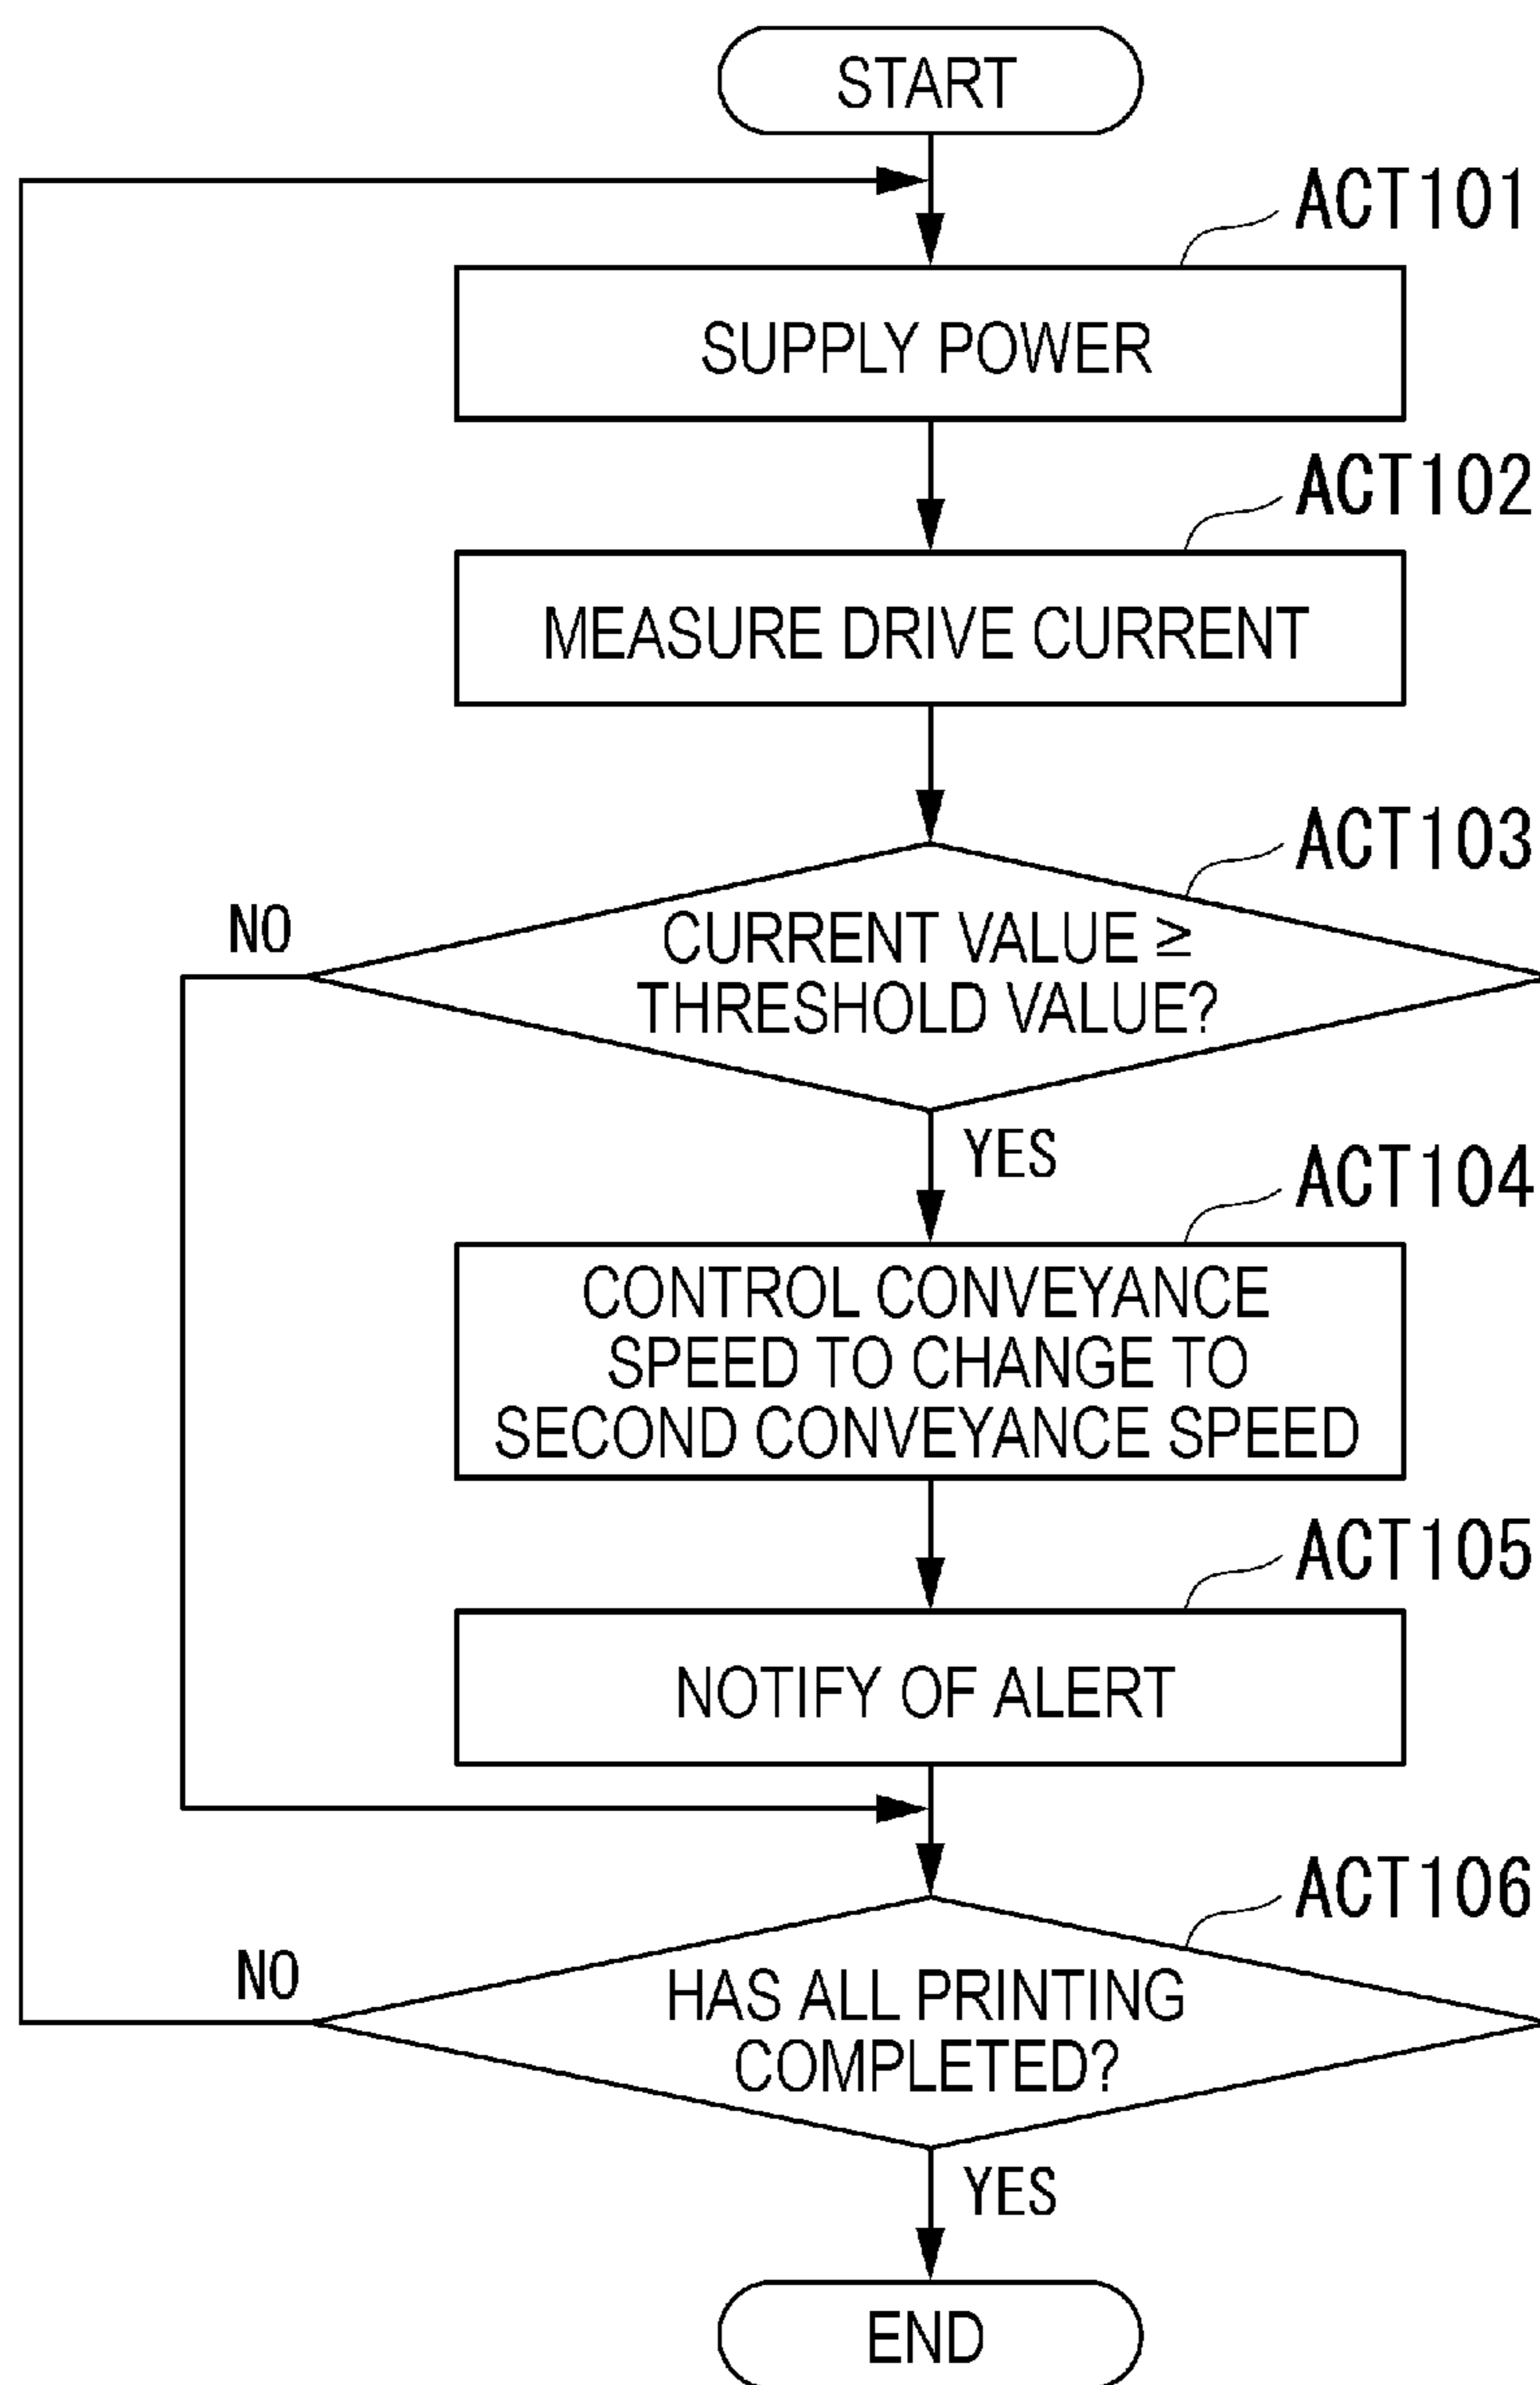 START
ACT101
SUPPLY POWER
ACT102
MEASURE DRIVE CURRENT
ACT103
NO
CURRENT VALUE ≥
THRESHOLD VALUE?
YES
ACT104
CONTROL CONVEYANCE
SPEED TO CHANGE TO
SECOND CONVEYANCE SPEED
ACT105
NOTIFY OF ALERT
ACT106
NO
HAS ALL PRINTING
COMPLETED?
YES
END